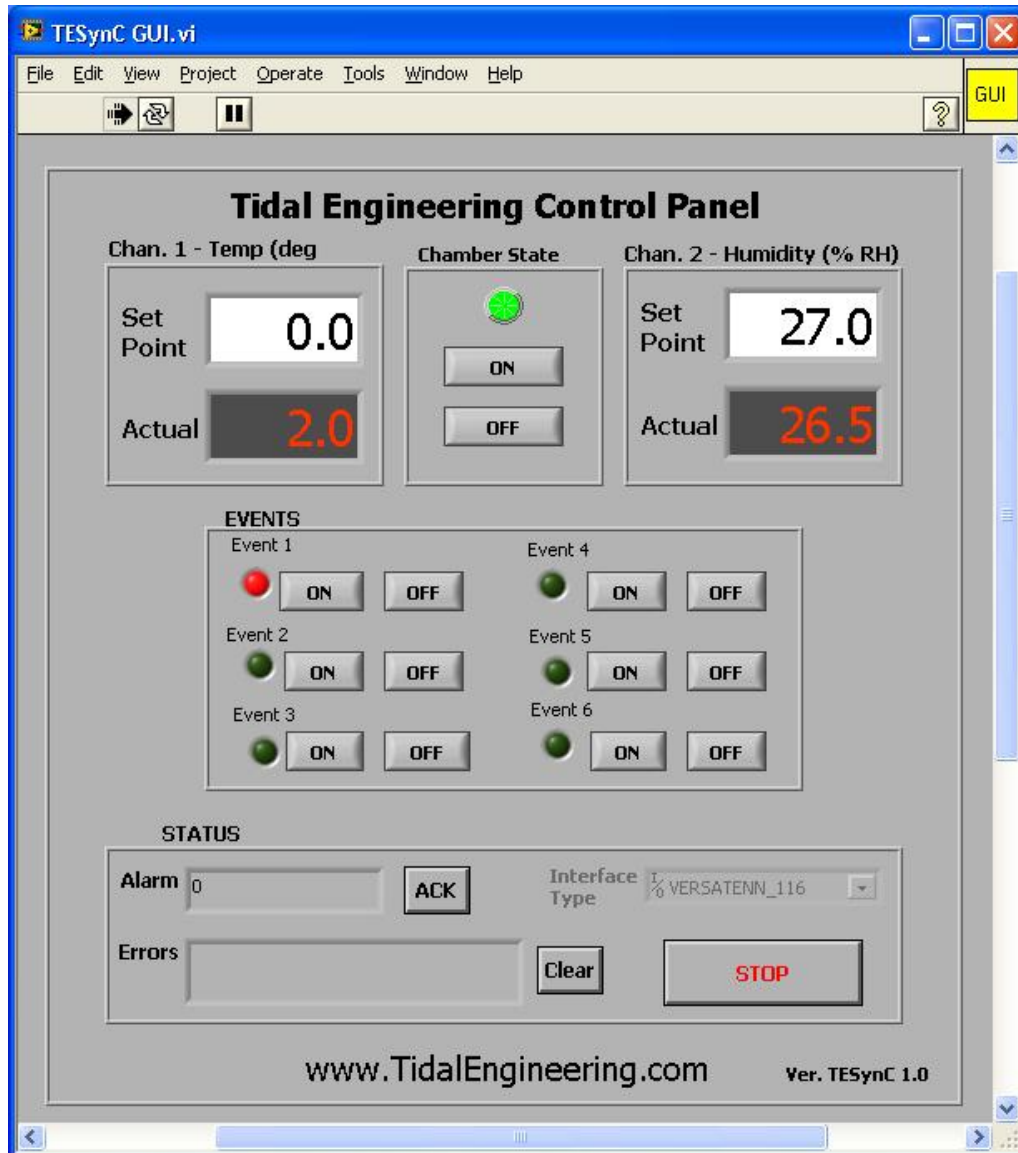 TESynC GUI.vi
File Edit View Project Operate Tools Window Help
GUI
?
Tidal Engineering Control Panel
Chan. 1 - Temp (deg
Set
Point
0.0
Actual
2.0
Chamber State
ON
OFF
Chan. 2 - Humidity (% RH)
Set
Point
27.0
Actual
26.5
EVENTS
Event 1
ON OFF
Event 2
ON OFF
Event 3
ON OFF
Event 4
ON OFF
Event 5
ON OFF
Event 6
ON OFF
STATUS
Alarm 0 ACK
Interface
Type
I/O VERSATENN_116
Errors Clear
STOP
www.TidalEngineering.com
Ver. TESynC 1.0